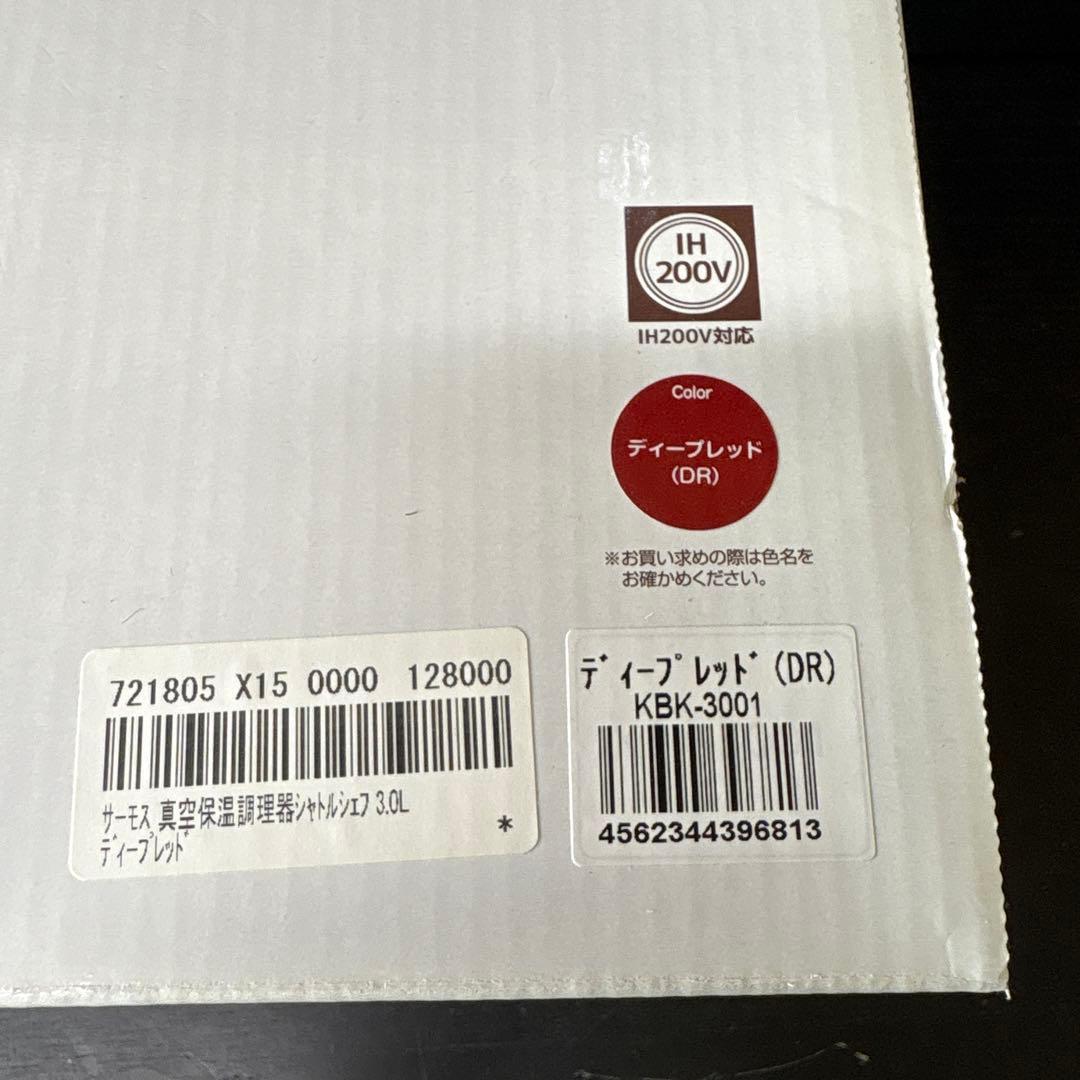 IH
200V
IH200V対応
Color
ディープレッド
(DR)
※お買い求めの際は色名を
お確かめください。
721805 X15 0000 128000
サーモス 真空保温調理器シャトルシェフ 3.0L
ディープレッド
*
ディープレッド(DR)
KBK-3001
4562344396813